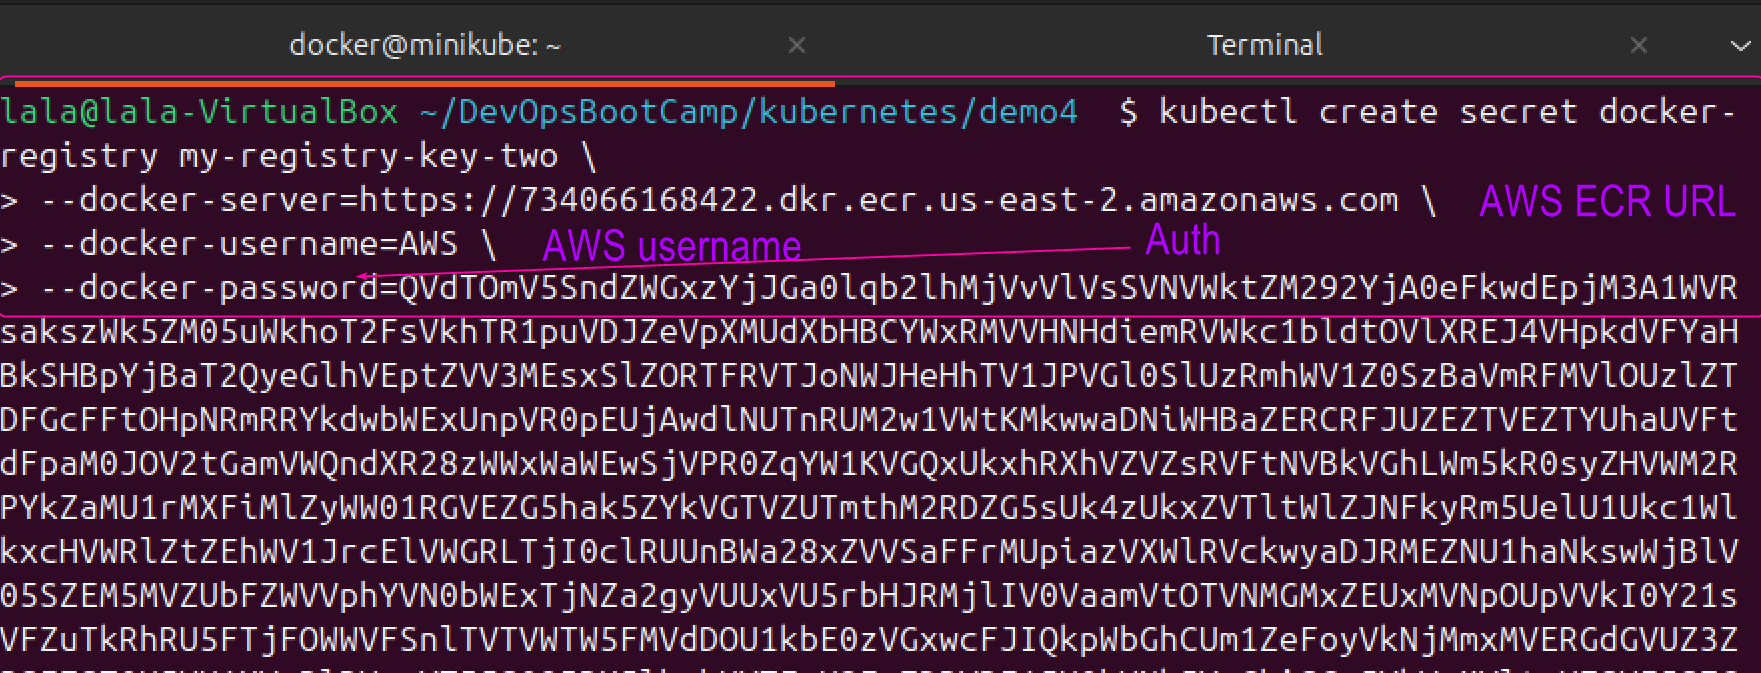 docker@minikube: ~
Terminal
lala@lala-VirtualBox ~/DevOpsBootCamp/kubernetes/demo4 $ kubectl create secret docker-
registry my-registry-key-two \
> --docker-server=https://734066168422.dkr.ecr.us-east-2.amazonaws.com \ AWS ECR URL
> --docker-username=AWS \ AWS username Auth
> --docker-password=QVdTOmV5SndZWGxzYjJGa0lqb2lhMjVvVlVsSVNVWktZM292YjA0eFkwdEpjM3A1WVR
sakszWk5ZM05uWkhoT2FsVkhTR1puVDJZeVpXMUdXbHBCYWxRMVVHNHdiemRVWkc1bldtOVlXREJ4VHpkdVFYaH
BkSHBpYjBaT2QyeGlhVEptZVV3MEsxSlZORTFRVTJoNWJHeHhTV1JPVGl0SlUzRmhWV1Z0SzBaVmRFMVlOUzlZT
DFGcFFtOHpNRmRRYkdwbWExUnpVR0pEUjAwdlNUTnRUM2w1VWtKMkwwaDNiWHBaZERCRFJUZEZTVEZTYUhaUVFt
dFpaM0JOV2tGamVWQndXR28zWWxWaWEwSjVPR0ZqYW1KVGQxUkxhRXhVZVZsRVFtNVBkVGhLWm5kR0syZHVWM2R
PYkZaMU1rMXFiMlZyWW01RGVEZG5hak5ZYkVGTVZUTmthM2RDZG5sUk4zUkxZVTltWlZJNFkyRm5UelU1Ukc1Wl
kxcHVWRlZtZEhWV1JrcElVWGRLTjI0clRUUnBWa28xZVVSaFFrMUpiazVXWlRVckwyaDJRMEZNU1haNkswWjBlV
05SZEM5MVZUbFZWVVphYVN0bWExTjNZa2gyVUUxVU5rbHJRMjlIV0VaamVtOTVNMGMxZEUxMVNpOUpVVkI0Y21s
VFZuTkRhRU5FTjFOWWVFSnlTVTVWTW5FMVdDOU1kbE0zVGxwcFJIQkpWbGhCUm1ZeFoyVkNjMmxMVERGdGVUZ3Z